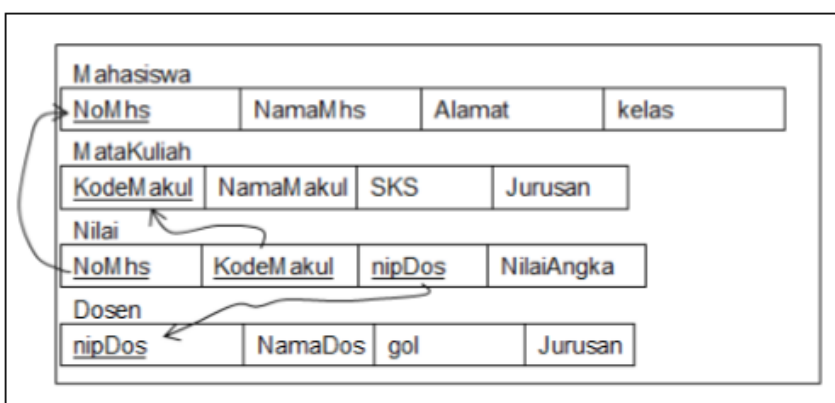 Mahasiswa
NoMhs NamaMhs Alamat kelas
MataKuliah
KodeMakul NamaMakul SKS Jurusan
Nilai
NoMhs KodeMakul nipDos NilaiAngka
Dosen
nipDos NamaDos gol Jurusan